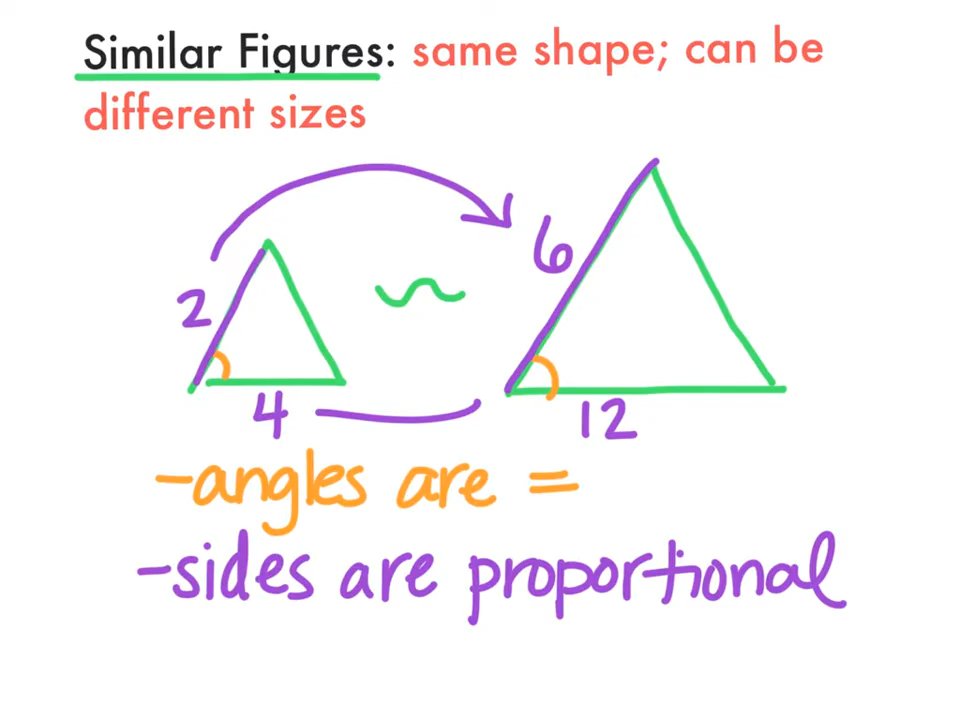 Similar Figures: same shape; can be
different sizes
2
6
4
12
-angles are =
-sides are proportional